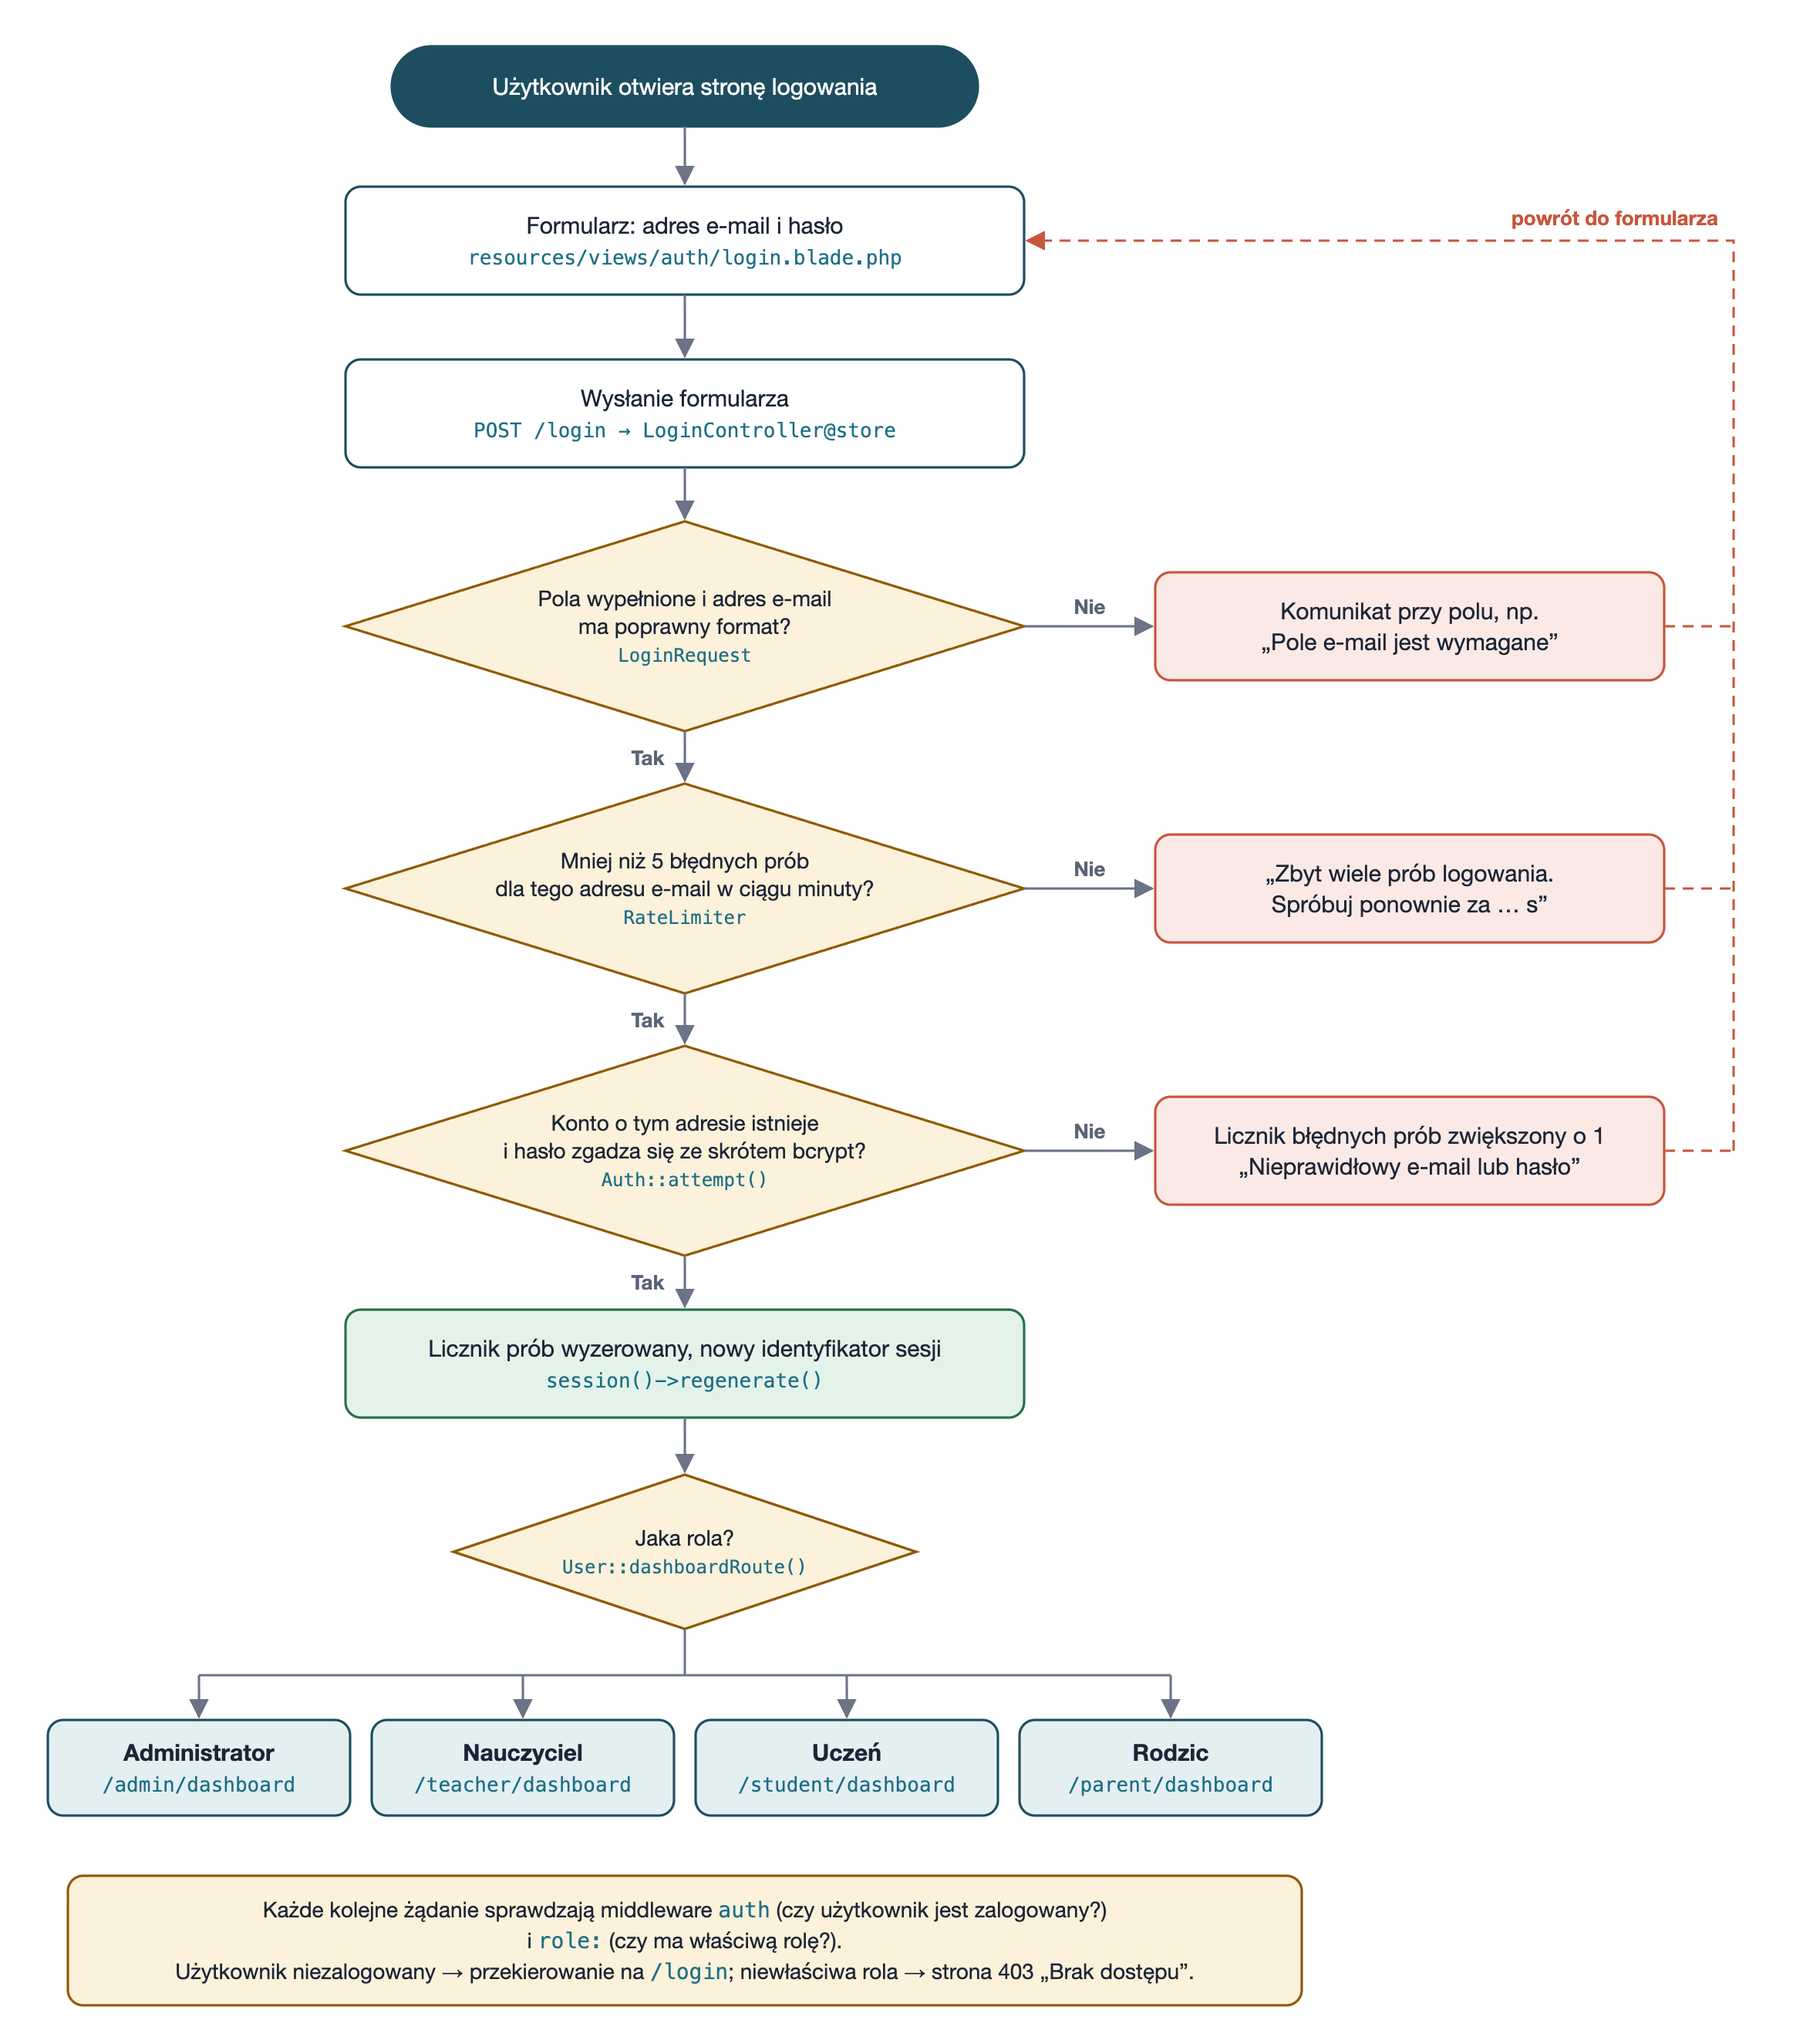 Użytkownik otwiera stronę logowania
Formularz: adres e-mail i hasło
resources/views/auth/login.blade.php
powrót do formularza
Wysłanie formularza
POST /login → LoginController@store
Pola wypełnione i adres e-mail
ma poprawny format?
LoginRequest
Nie
Komunikat przy polu, np.
„Pole e-mail jest wymagane”
Tak
Mniej niż 5 błędnych prób
dla tego adresu e-mail w ciągu minuty?
RateLimiter
Nie
„Zbyt wiele prób logowania.
Spróbuj ponownie za … s”
Tak
Konto o tym adresie istnieje
i hasło zgadza się ze skrótem bcrypt?
Auth::attempt()
Nie
Licznik błędnych prób zwiększony o 1
„Nieprawidłowy e-mail lub hasło”
Tak
Licznik prób wyzerowany, nowy identyfikator sesji
session()->regenerate()
Jaka rola?
User::dashboardRoute()
Administrator
/admin/dashboard
Nauczyciel
/teacher/dashboard
Uczeń
/student/dashboard
Rodzic
/parent/dashboard
Każde kolejne żądanie sprawdzają middleware auth (czy użytkownik jest zalogowany?)
i role: (czy ma właściwą rolę?).
Użytkownik niezalogowany → przekierowanie na /login; niewłaściwa rola → strona 403 „Brak dostępu”.